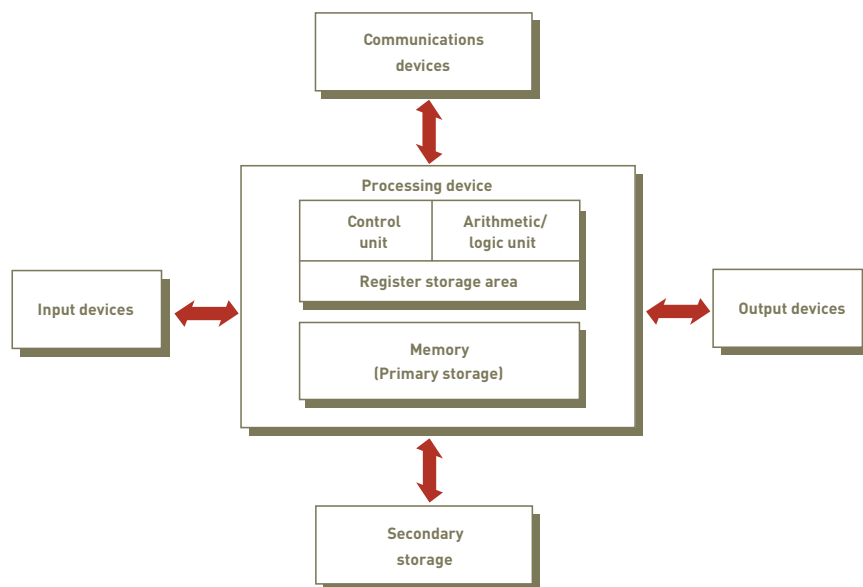 Communications
devices
Processing device
Control
unit
Arithmetic/
logic unit
Register storage area
Input devices
Output devices
Memory
(Primary storage)
Secondary
storage